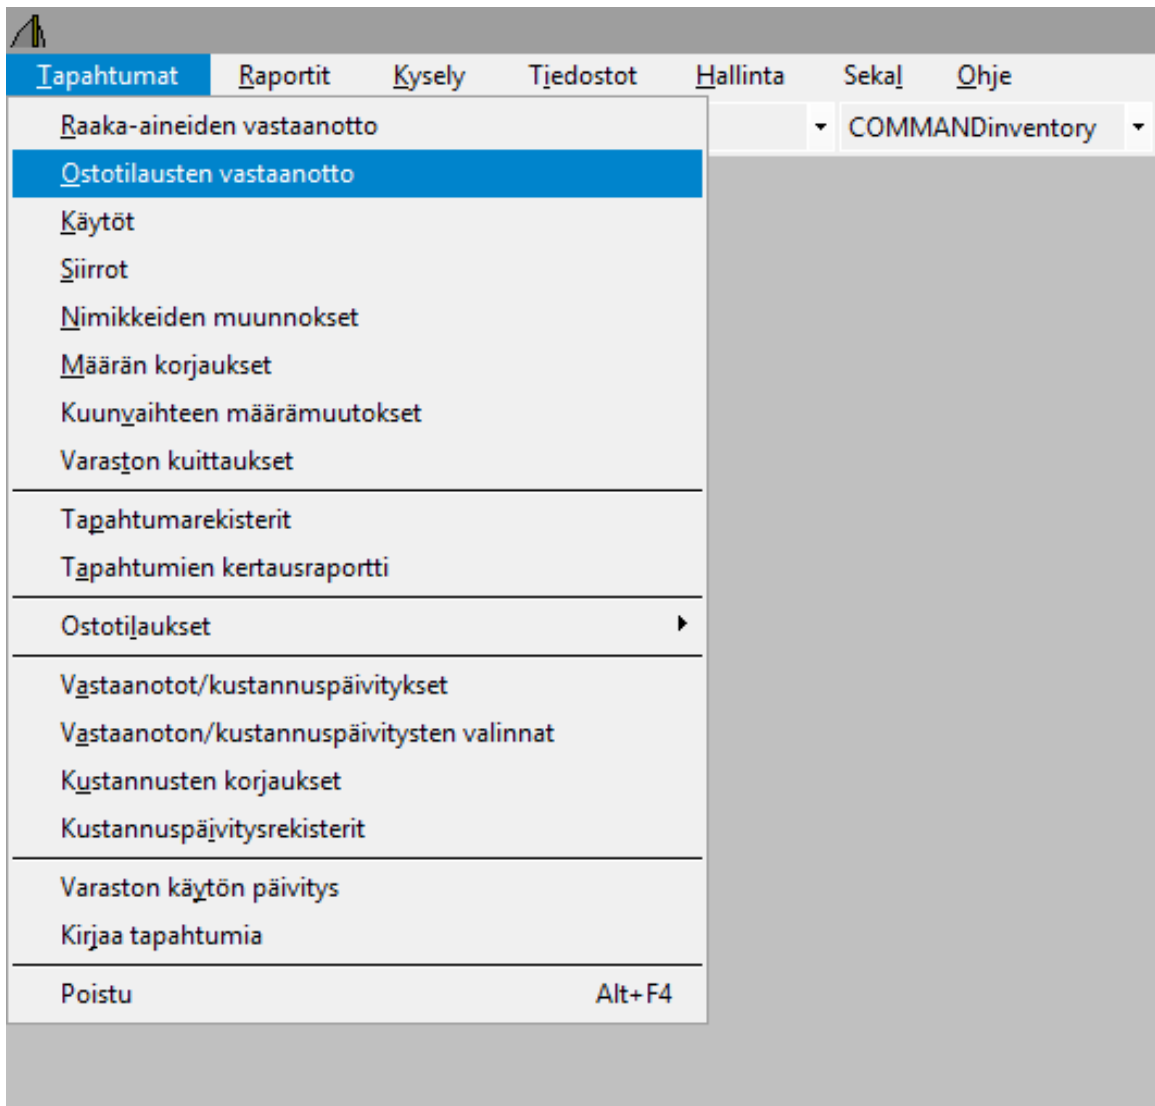 Tapahtumat Raportit Kysely Tiedostot Hallinta Sekal Ohje
COMMANDinventory
Raaka-aineiden vastaanotto
Ostotilausten vastaanotto
Käytöt
Siirrot
Nimikkeiden muunnokset
Määrän korjaukset
Kuunvaihteen määrämuutokset
Varaston kuittaukset
Tapahtumarekisterit
Tapahtumien kertausraportti
Ostotilaukset
Vastaanotot/kustannuspäivitykset
Vastaanoton/kustannuspäivitysten valinnat
Kustannusten korjaukset
Kustannuspäivitysrekisterit
Varaston käytön päivitys
Kirjaa tapahtumia
Poistu Alt+F4